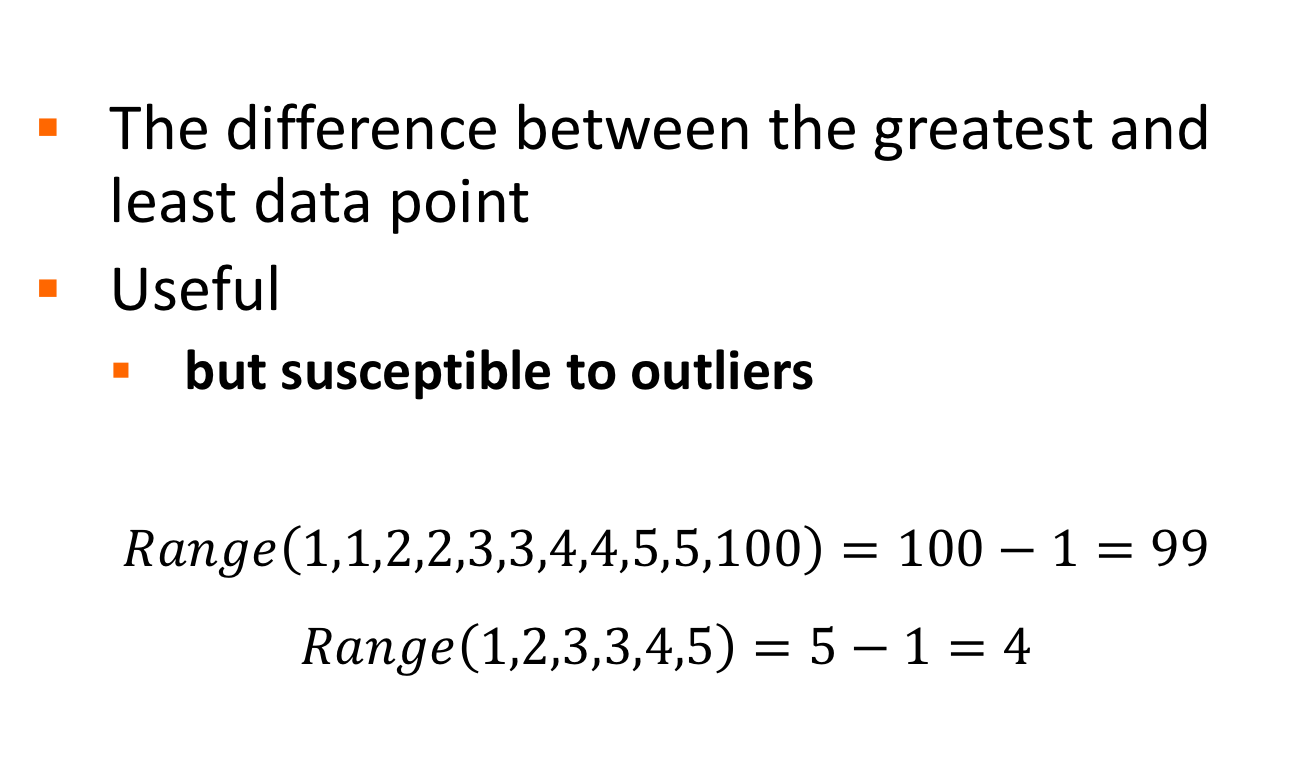 ▪ The difference between the greatest and
least data point
▪ Useful
▪ but susceptible to outliers
Range(1,1,2,2,3,3,4,4,5,5,100) = 100 − 1 = 99
Range(1,2,3,3,4,5) = 5 − 1 = 4